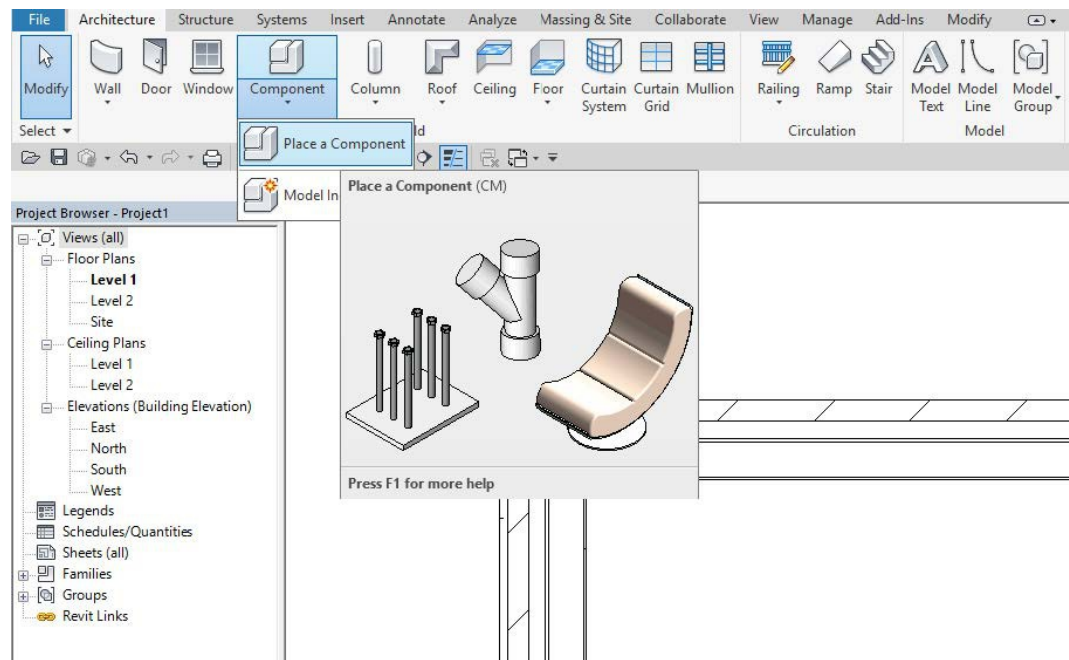 File Architecture Structure Systems Insert Annotate Analyze Massing & Site Collaborate View Manage Add-Ins Modify
Modify Wall Door Window Component Column Roof Ceiling Floor Curtain System Curtain Grid Mullion Railing Ramp Stair Model Text Model Line Model Group
Select ld Circulation Model
Place a Component
Model In
Place a Component (CM)
Press F1 for more help
Project Browser - Project1
Views (all)
Floor Plans
Level 1
Level 2
Site
Ceiling Plans
Level 1
Level 2
Elevations (Building Elevation)
East
North
South
West
Legends
Schedules/Quantities
Sheets (all)
Families
Groups
Revit Links